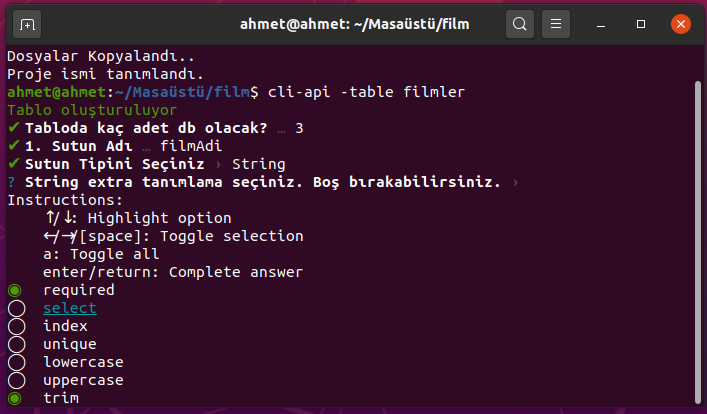 ahmet@ahmet: ~/Masaüstü/film
Dosyalar Kopyalandı..
Proje ismi tanımlandı.
ahmet@ahmet:~/Masaüstü/film$ cli-api -table filmler
Tablo oluşturuluyor
✔ Tabloda kaç adet db olacak? … 3
✔ 1. Sutun Adı … filmAdi
✔ Sutun Tipini Seçiniz › String
? String extra tanımlama seçiniz. Boş bırakabilirsiniz. ›
Instructions:
↑/↓: Highlight option
←/→/[space]: Toggle selection
a: Toggle all
enter/return: Complete answer
◉ required
◯ select
◯ index
◯ unique
◯ lowercase
◯ uppercase
◉ trim